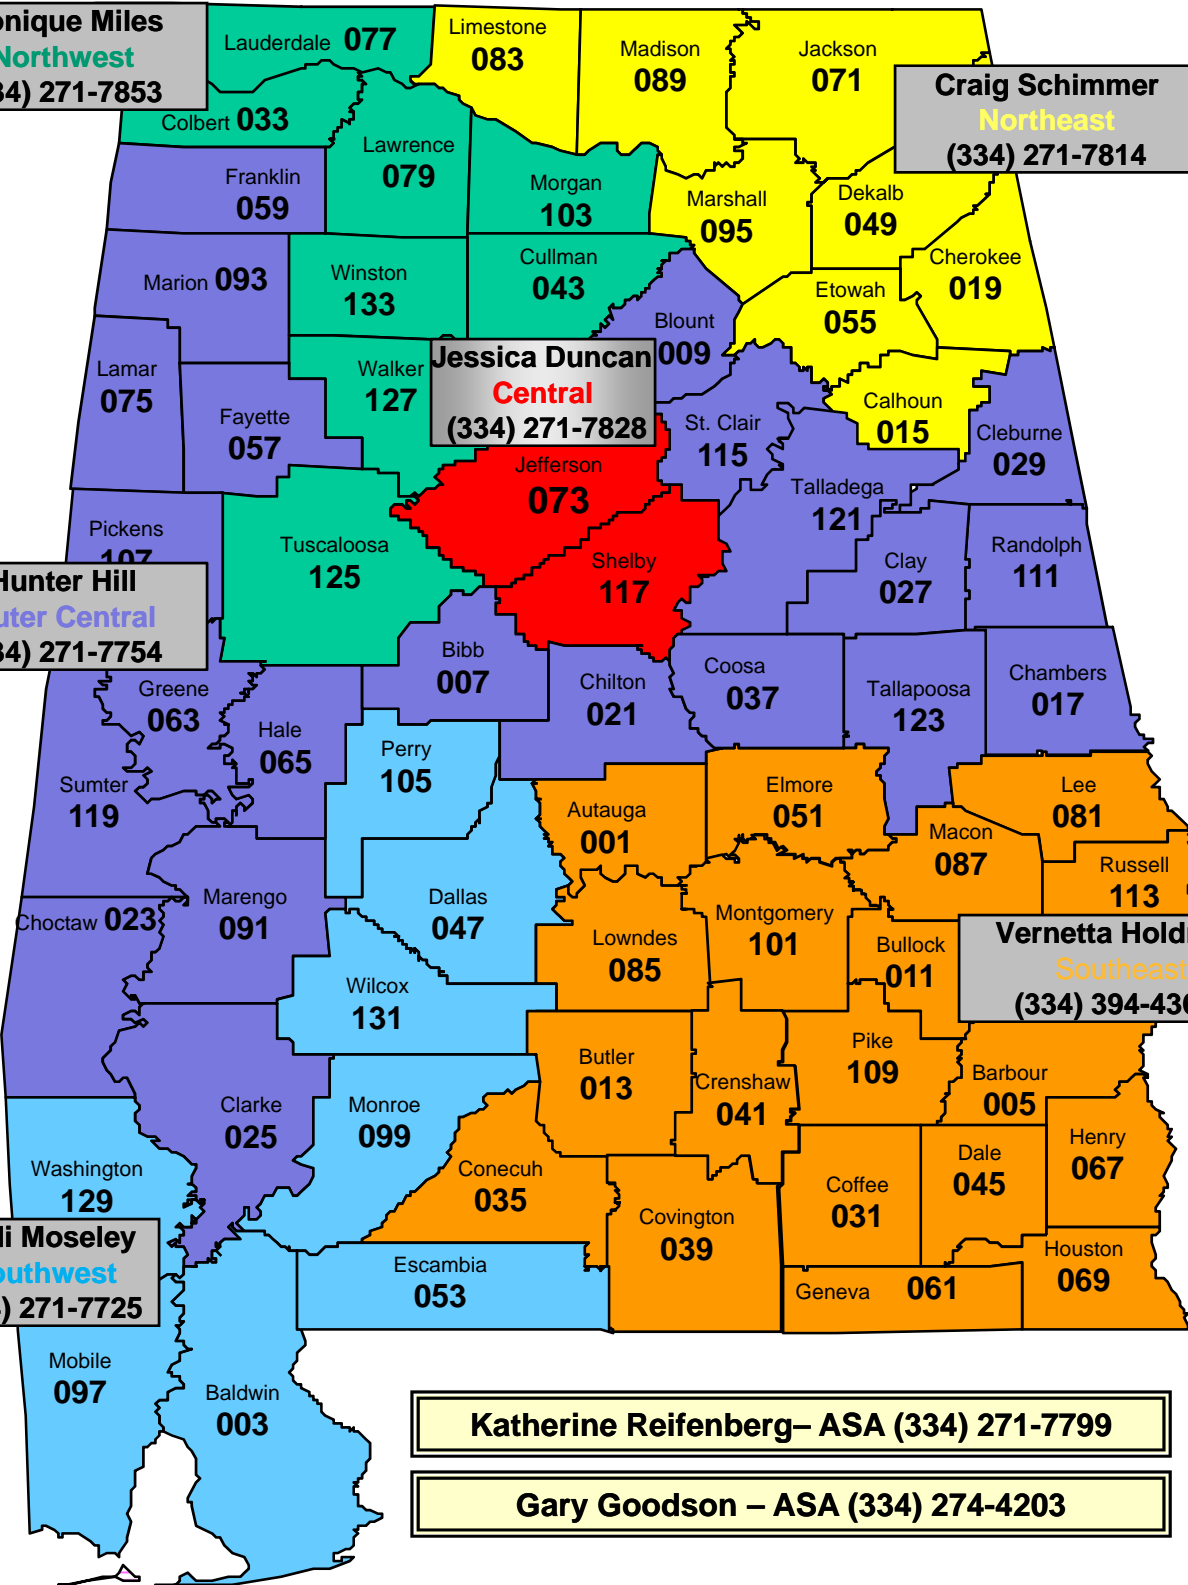 onique Miles
Northwest
34) 271-7853
Lauderdale 077
Limestone
083
Madison
089
Jackson
071
Craig Schimmer
Northeast
(334) 271-7814
Colbert 033
Lawrence
079
Franklin
059
Morgan
103
Marshall
095
Dekalb
049
Cherokee
019
Marion 093
Winston
133
Cullman
043
Etowah
055
Blount
009
Jessica Duncan
Central
(334) 271-7828
Lamar
075
Walker
127
Fayette
057
Calhoun
015
St. Clair
115
Cleburne
029
Jefferson
073
Talladega
121
Pickens
107
Tuscaloosa
125
Shelby
117
Clay
027
Randolph
111
Hunter Hill
uter Central
34) 271-7754
Bibb
007
Chilton
021
Coosa
037
Tallapoosa
123
Chambers
017
Greene
063
Hale
065
Perry
105
Sumter
119
Autauga
001
Elmore
051
Lee
081
Macon
087
Russell
113
Choctaw 023
Marengo
091
Dallas
047
Lowndes
085
Montgomery
101
Bullock
011
Vernetta Hold
Southeast
(334) 394-43
Wilcox
131
Butler
013
Crenshaw
041
Pike
109
Barbour
005
Clarke
025
Monroe
099
Conecuh
035
Washington
129
Covington
039
Coffee
031
Dale
045
Henry
067
li Moseley
outhwest
) 271-7725
Escambia
053
Geneva 061
Houston
069
Mobile
097
Baldwin
003
Katherine Reifenberg– ASA (334) 271-7799
Gary Goodson – ASA (334) 274-4203